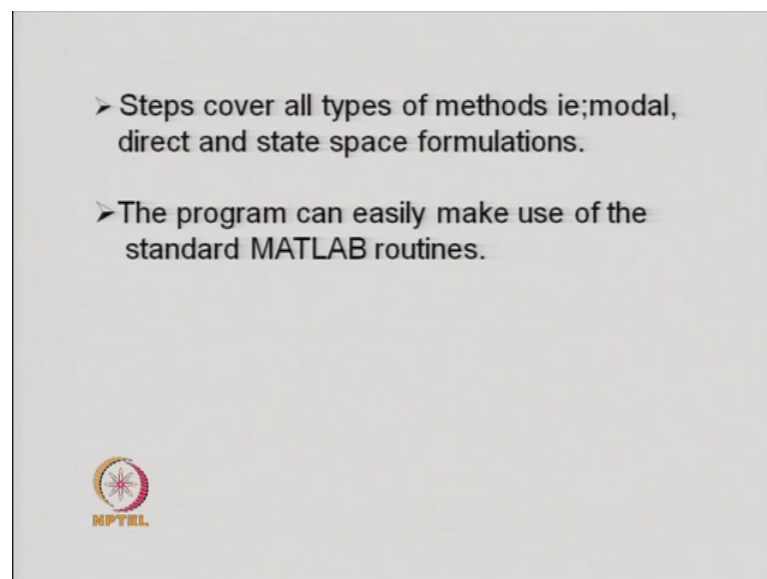 ➢ Steps cover all types of methods ie;modal,
direct and state space formulations.
➢The program can easily make use of the
standard MATLAB routines.
NPTEL